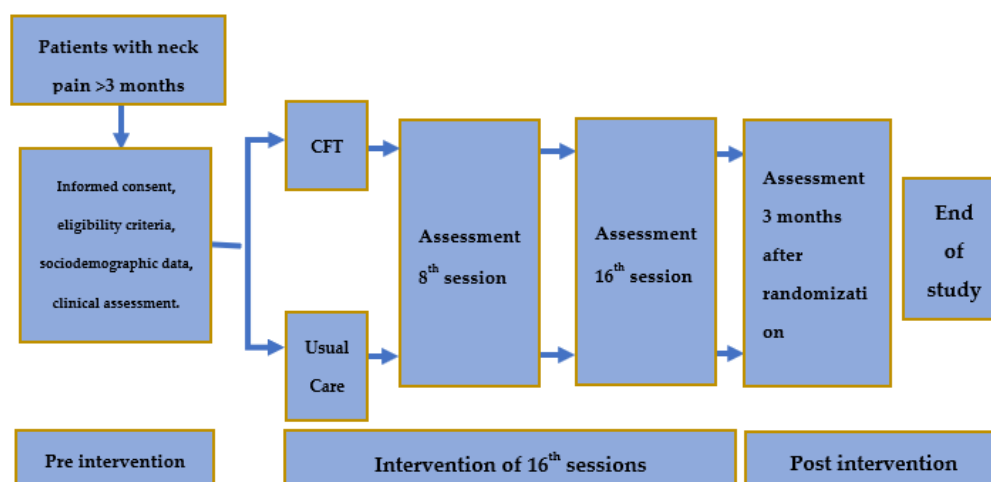 Patients with neck
pain >3 months
Informed consent,
eligibility criteria,
sociodemographic data,
clinical assessment.
CFT
Usual
Care
Assessment
8th session
Assessment
16th session
Assessment
3 months
after
randomizati
on
End
of
study
Pre intervention
Intervention of 16th sessions
Post intervention